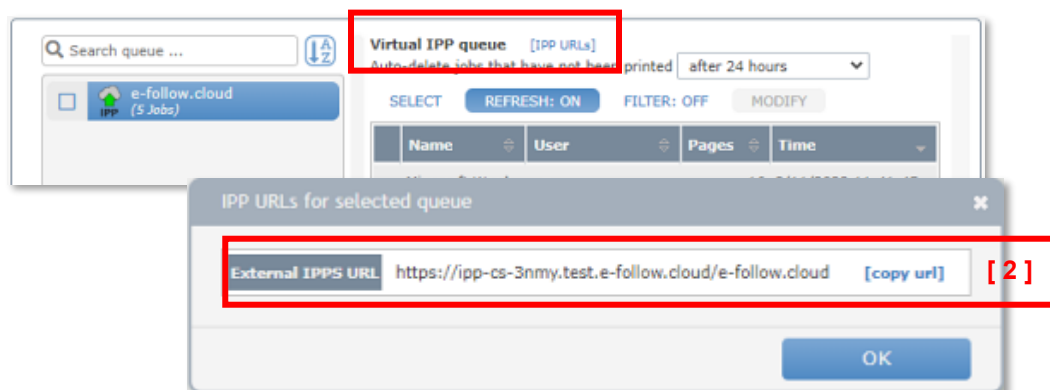 Search queue ...
Virtual IPP queue [IPP URLs]
Auto-delete jobs that have not been printed after 24 hours
e-follow.cloud
IPP (5 Jobs)
SELECT REFRESH: ON FILTER: OFF MODIFY
Name User Pages Time
IPP URLs for selected queue
External IPPS URL https://ipp-cs-3nmy.test.e-follow.cloud/e-follow.cloud [copy url] [ 2 ]
OK